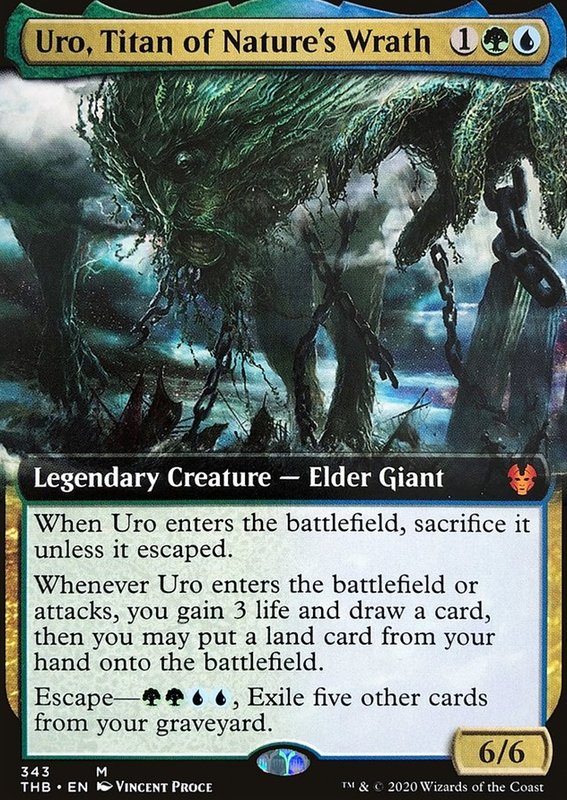 Uro, Titan of Nature's Wrath 1
Legendary Creature — Elder Giant
When Uro enters the battlefield, sacrifice it
unless it escaped.
Whenever Uro enters the battlefield or
attacks, you gain 3 life and draw a card,
then you may put a land card from your
hand onto the battlefield.
Escape—, Exile five other cards
from your graveyard.
6/6
343 M
THB • EN Vincent Proce
™ & © 2020 Wizards of the Coast